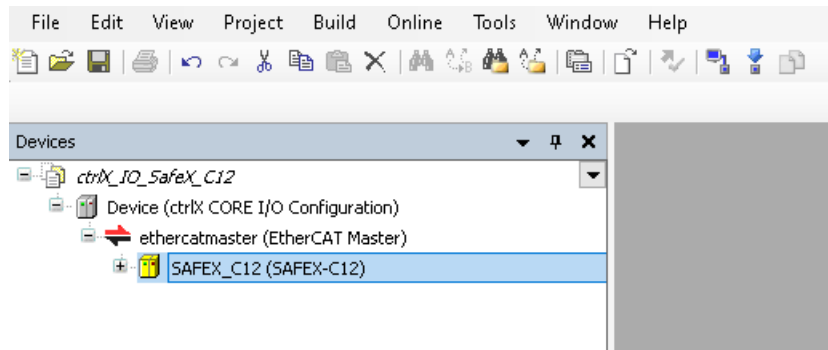 File Edit View Project Build Online Tools Window Help
Devices
ctrlX_IO_SafeX_C12
Device (ctrlX CORE I/O Configuration)
ethercatmaster (EtherCAT Master)
SAFEX_C12 (SAFEX-C12)